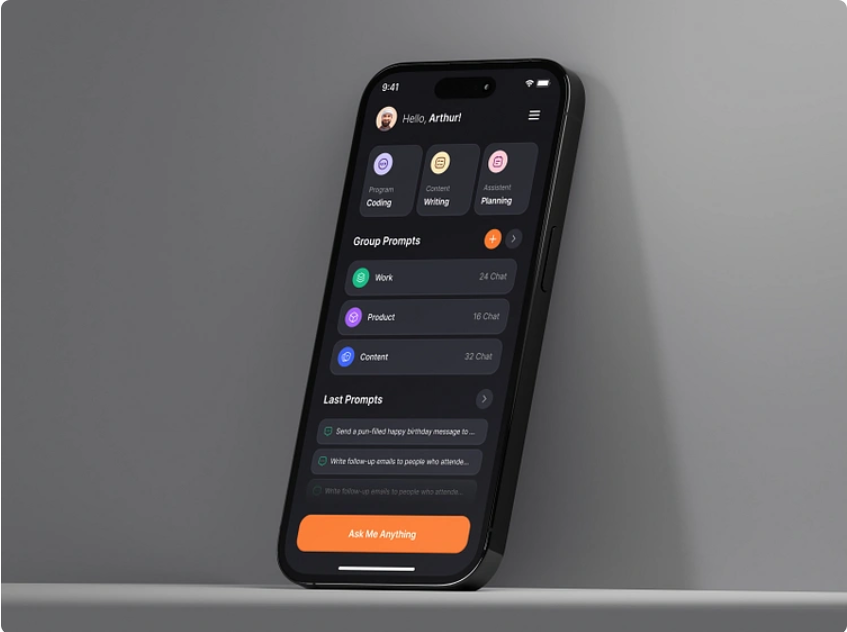 9:41
Hello, Arthur!
Program
Coding
Content
Writing
Assistent
Planning
Group Prompts
Work 24 Chat
Product 16 Chat
Content 32 Chat
Last Prompts
Send a pun-filled happy birthday message to ...
Write follow-up emails to people who attende...
Write follow-up emails to people who attende...
Ask Me Anything